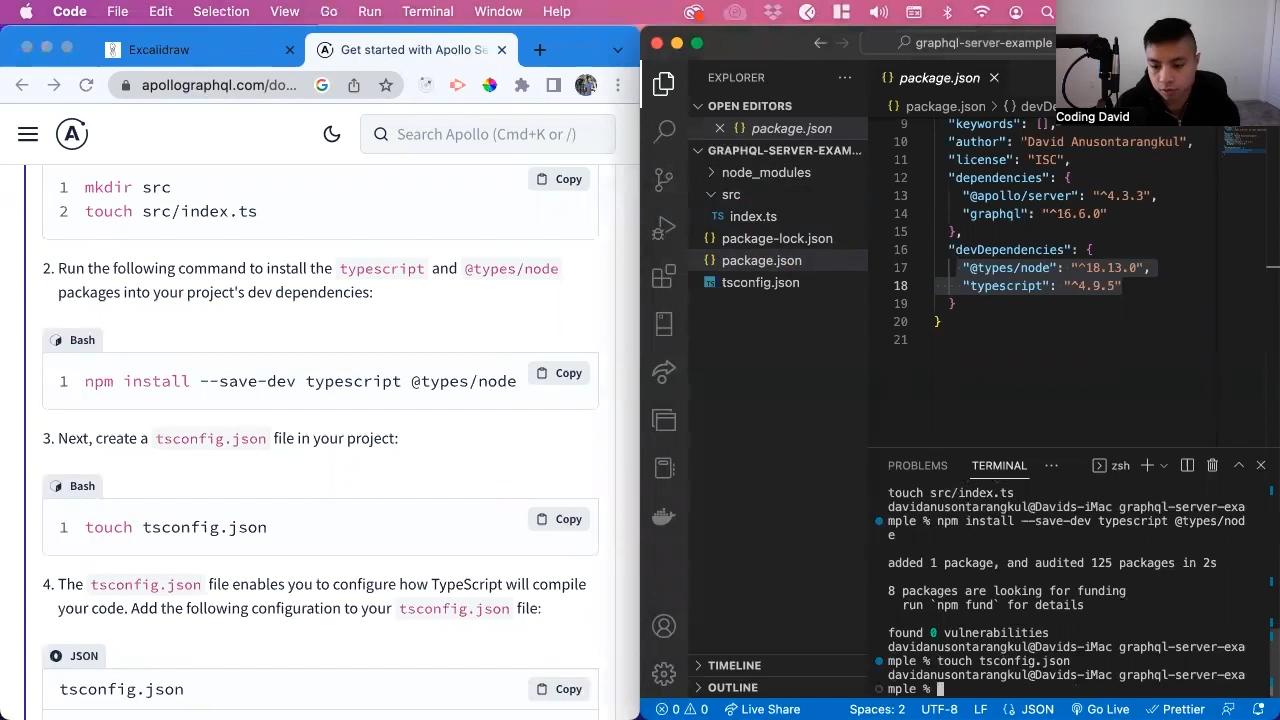 Code File Edit Selection View Go Run Terminal Window Help
Excalidraw
Get started with Apollo Se
apollographql.com/do...
Search Apollo (Cmd+K or /)
1 mkdir src
2 touch src/index.ts
Copy
2. Run the following command to install the typescript and @types/node
packages into your project's dev dependencies:
Bash
1 npm install --save-dev typescript @types/node
Copy
3. Next, create a tsconfig.json file in your project:
Bash
1 touch tsconfig.json
Copy
4. The tsconfig.json file enables you to configure how TypeScript will compile
your code. Add the following configuration to your tsconfig.json file:
JSON
tsconfig.json
Copy
graphql-server-example
EXPLORER
OPEN EDITORS
{} package.json
GRAPHQL-SERVER-EXAM...
node_modules
src
TS index.ts
{} package-lock.json
{} package.json
tsconfig.json
TIMELINE
OUTLINE
{} package.json
{} package.json > {} devDe
Coding David
9 "keywords": [],
10 "author": "David Anusontarangkul",
11 "license": "ISC",
12 "dependencies": {
13 "@apollo/server": "^4.3.3",
14 "graphql": "^16.6.0"
15 },
16 "devDependencies": {
17 "@types/node": "^18.13.0",
18 "typescript": "^4.9.5"
19 }
20 }
21
PROBLEMS TERMINAL ... zsh
touch src/index.ts
davidanusontarangkul@Davids-iMac graphql-server-exa
mple % npm install --save-dev typescript @types/nod
e
added 1 package, and audited 125 packages in 2s
8 packages are looking for funding
run `npm fund` for details
found 0 vulnerabilities
davidanusontarangkul@Davids-iMac graphql-server-exa
mple % touch tsconfig.json
davidanusontarangkul@Davids-iMac graphql-server-exa
mple %
0 0 Live Share Spaces: 2 UTF-8 LF {} JSON Go Live Prettier